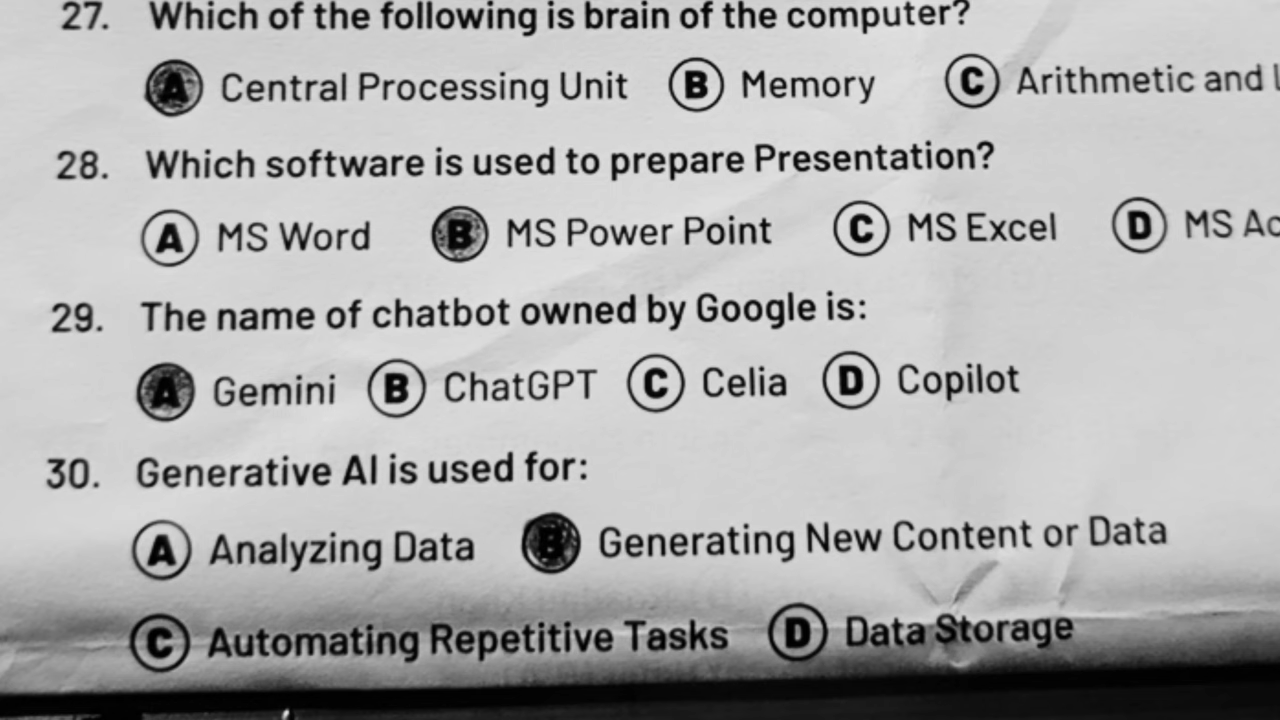 27. Which of the following is brain of the computer?
A Central Processing Unit B Memory C Arithmetic and
28. Which software is used to prepare Presentation?
A MS Word B MS Power Point C MS Excel D MS Ac
29. The name of chatbot owned by Google is:
A Gemini B ChatGPT C Celia D Copilot
30. Generative AI is used for:
A Analyzing Data B Generating New Content or Data
C Automating Repetitive Tasks D Data Storage